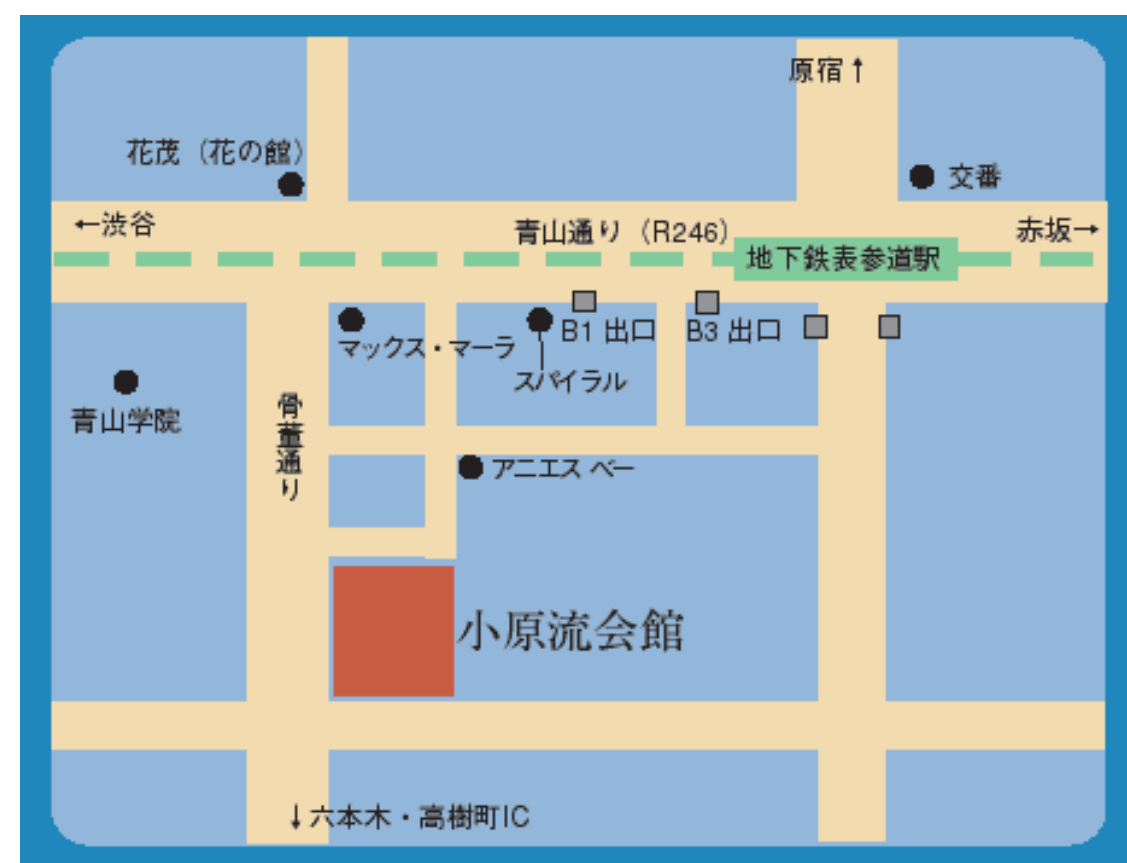 原宿↑
花茂（花の館）
交番
←渋谷
青山通り（R246）
赤坂→
地下鉄表参道駅
B1 出口
B3 出口
マックス・マーラ
スパイラル
青山学院
骨董通り
アニエス ベー
小原流会館
↓六本木・高樹町IC